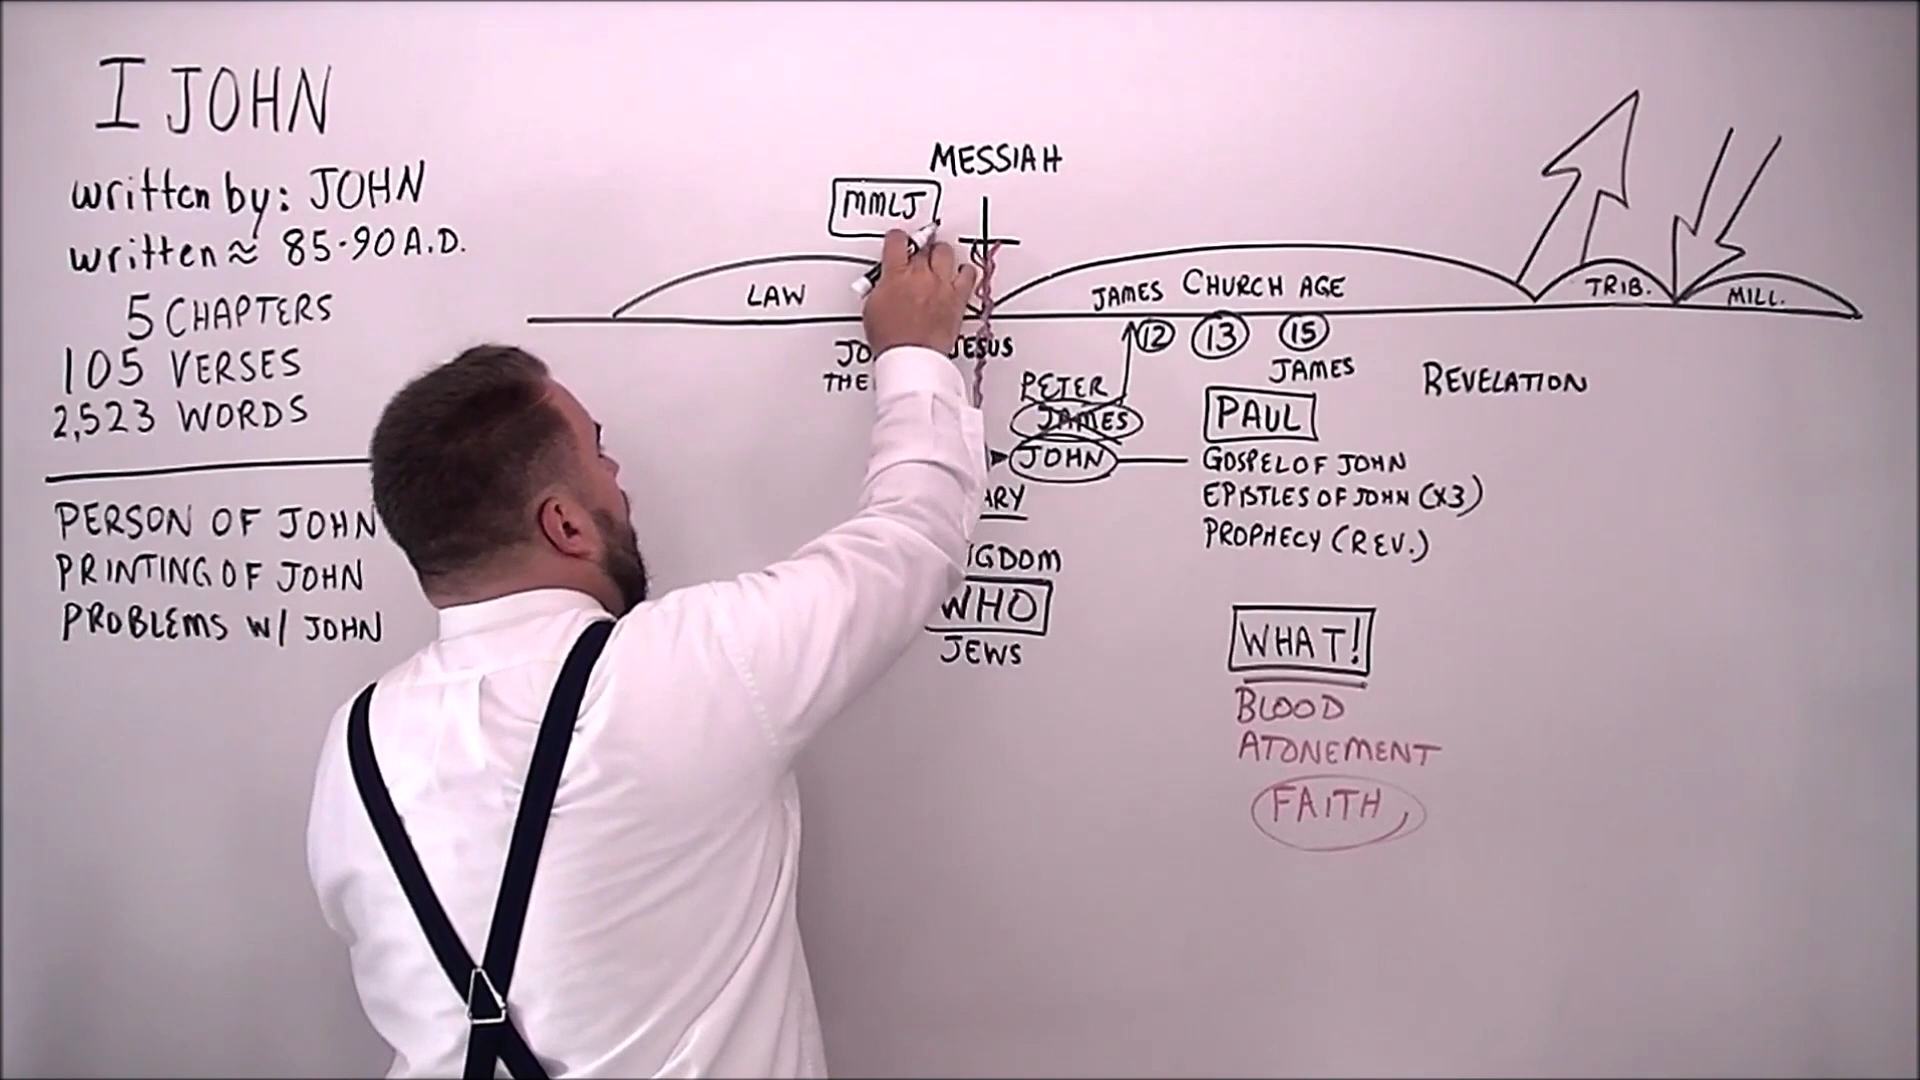 I JOHN
written by: JOHN
written ≈ 85-90 A.D.
5 CHAPTERS
105 VERSES
2,523 WORDS
PERSON OF JOHN
PRINTING OF JOHN
PROBLEMS W/ JOHN
MESSIAH
MMLJ
LAW
JAMES CHURCH AGE
TRIB.
MILL.
JESUS
12 13 15
JAMES
REVELATION
PETER
JAMES
JOHN
PAUL
GOSPEL OF JOHN
EPISTLES OF JOHN (X3)
PROPHECY (REV.)
WHO
JEWS
WHAT!
BLOOD
ATONEMENT
FAITH